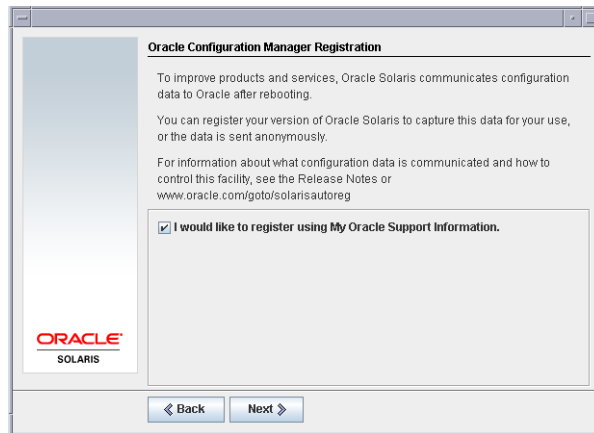 Oracle Configuration Manager Registration
To improve products and services, Oracle Solaris communicates configuration
data to Oracle after rebooting.
You can register your version of Oracle Solaris to capture this data for your use,
or the data is sent anonymously.
For information about what configuration data is communicated and how to
control this facility, see the Release Notes or
www.oracle.com/goto/solarisautoreg
I would like to register using My Oracle Support Information.
ORACLE
SOLARIS
Back
Next